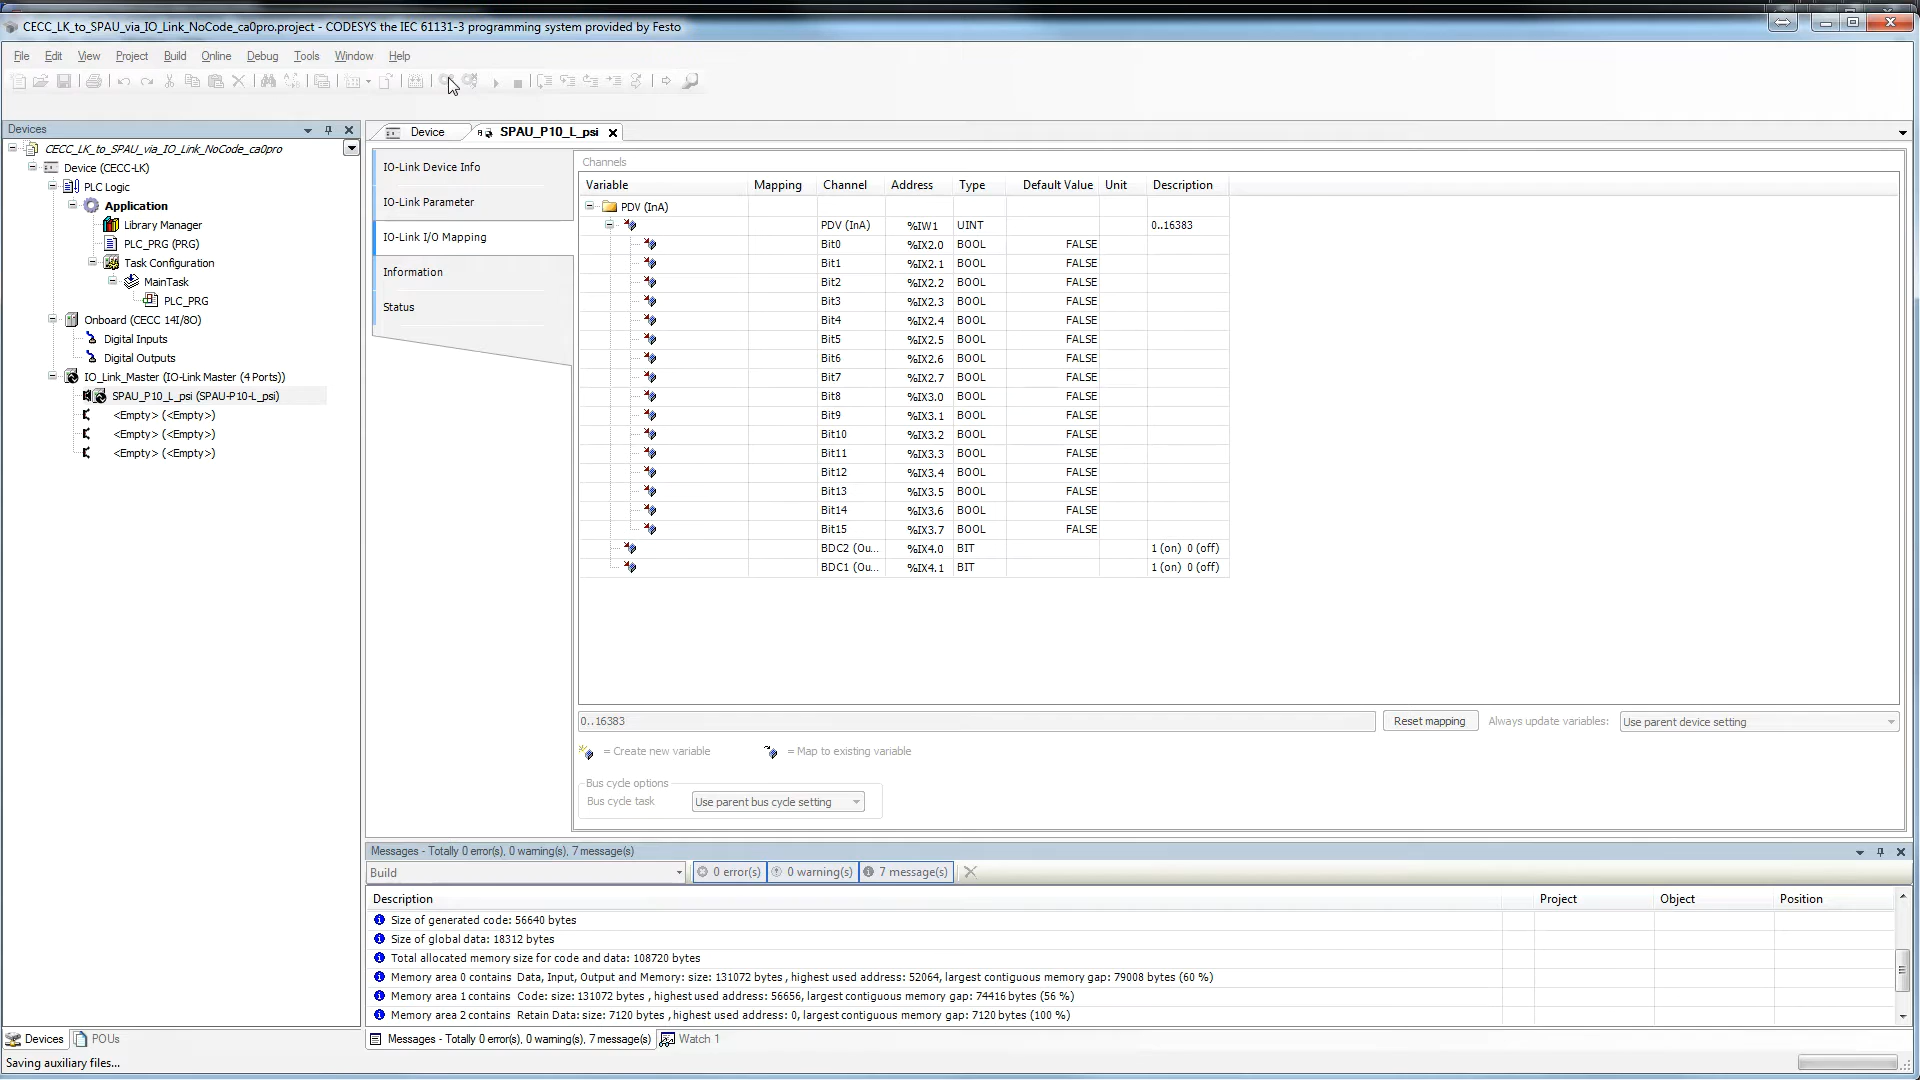 CECC_LK_to_SPAU_via_IO_Link_NoCode_ca0pro.project - CODESYS the IEC 61131-3 programming system provided by Festo
File Edit View Project Build Online Debug Tools Window Help
Devices
CECC_LK_to_SPAU_via_IO_Link_NoCode_ca0pro
Device (CECC-LK)
PLC Logic
Application
Library Manager
PLC_PRG (PRG)
Task Configuration
MainTask
PLC_PRG
Onboard (CECC 14I/8O)
Digital Inputs
Digital Outputs
IO_Link_Master (IO-Link Master (4 Ports))
SPAU_P10_L_psi (SPAU-P10-L_psi)
<Empty> (<Empty>)
<Empty> (<Empty>)
<Empty> (<Empty>)
Devices POUs
Device SPAU_P10_L_psi
IO-Link Device Info
IO-Link Parameter
IO-Link I/O Mapping
Information
Status
Channels
Variable Mapping Channel Address Type Default Value Unit Description
PDV (InA)
PDV (InA) %IW1 UINT 0..16383
Bit0 %IX2.0 BOOL FALSE
Bit1 %IX2.1 BOOL FALSE
Bit2 %IX2.2 BOOL FALSE
Bit3 %IX2.3 BOOL FALSE
Bit4 %IX2.4 BOOL FALSE
Bit5 %IX2.5 BOOL FALSE
Bit6 %IX2.6 BOOL FALSE
Bit7 %IX2.7 BOOL FALSE
Bit8 %IX3.0 BOOL FALSE
Bit9 %IX3.1 BOOL FALSE
Bit10 %IX3.2 BOOL FALSE
Bit11 %IX3.3 BOOL FALSE
Bit12 %IX3.4 BOOL FALSE
Bit13 %IX3.5 BOOL FALSE
Bit14 %IX3.6 BOOL FALSE
Bit15 %IX3.7 BOOL FALSE
BDC2 (Ou... %IX4.0 BIT 1 (on) 0 (off)
BDC1 (Ou... %IX4.1 BIT 1 (on) 0 (off)
0..16383 Reset mapping Always update variables: Use parent device setting
= Create new variable = Map to existing variable
Bus cycle options
Bus cycle task Use parent bus cycle setting
Messages - Totally 0 error(s), 0 warning(s), 7 message(s)
Build 0 error(s) 0 warning(s) 7 message(s)
Description Project Object Position
Size of generated code: 56640 bytes
Size of global data: 18312 bytes
Total allocated memory size for code and data: 108720 bytes
Memory area 0 contains Data, Input, Output and Memory: size: 131072 bytes , highest used address: 52064, largest contiguous memory gap: 79008 bytes (60 %)
Memory area 1 contains Code: size: 131072 bytes , highest used address: 56656, largest contiguous memory gap: 74416 bytes (56 %)
Memory area 2 contains Retain Data: size: 7120 bytes , highest used address: 0, largest contiguous memory gap: 7120 bytes (100 %)
Messages - Totally 0 error(s), 0 warning(s), 7 message(s) Watch 1
Saving auxiliary files...